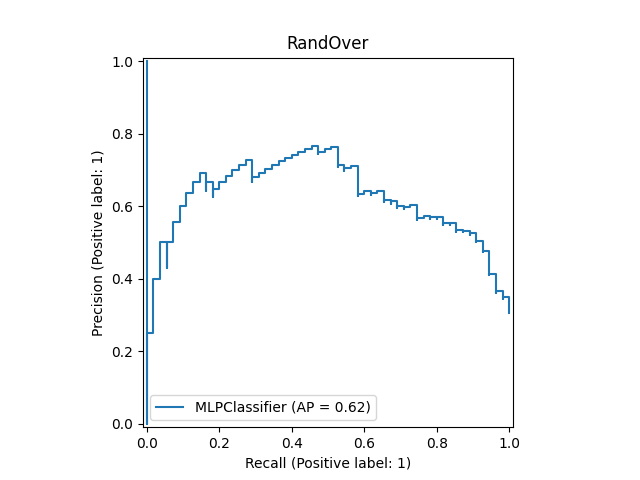 RandOver
1.0
0.8
0.6
0.4
0.2
0.0
Precision (Positive label: 1)
MLPClassifier (AP = 0.62)
0.0 0.2 0.4 0.6 0.8 1.0
Recall (Positive label: 1)